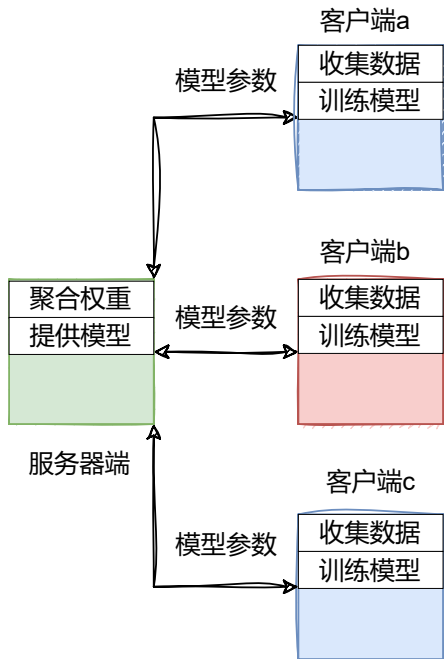 客户端a
收集数据
训练模型
模型参数
客户端b
收集数据
训练模型
模型参数
聚合权重
提供模型
服务器端
客户端c
收集数据
训练模型
模型参数